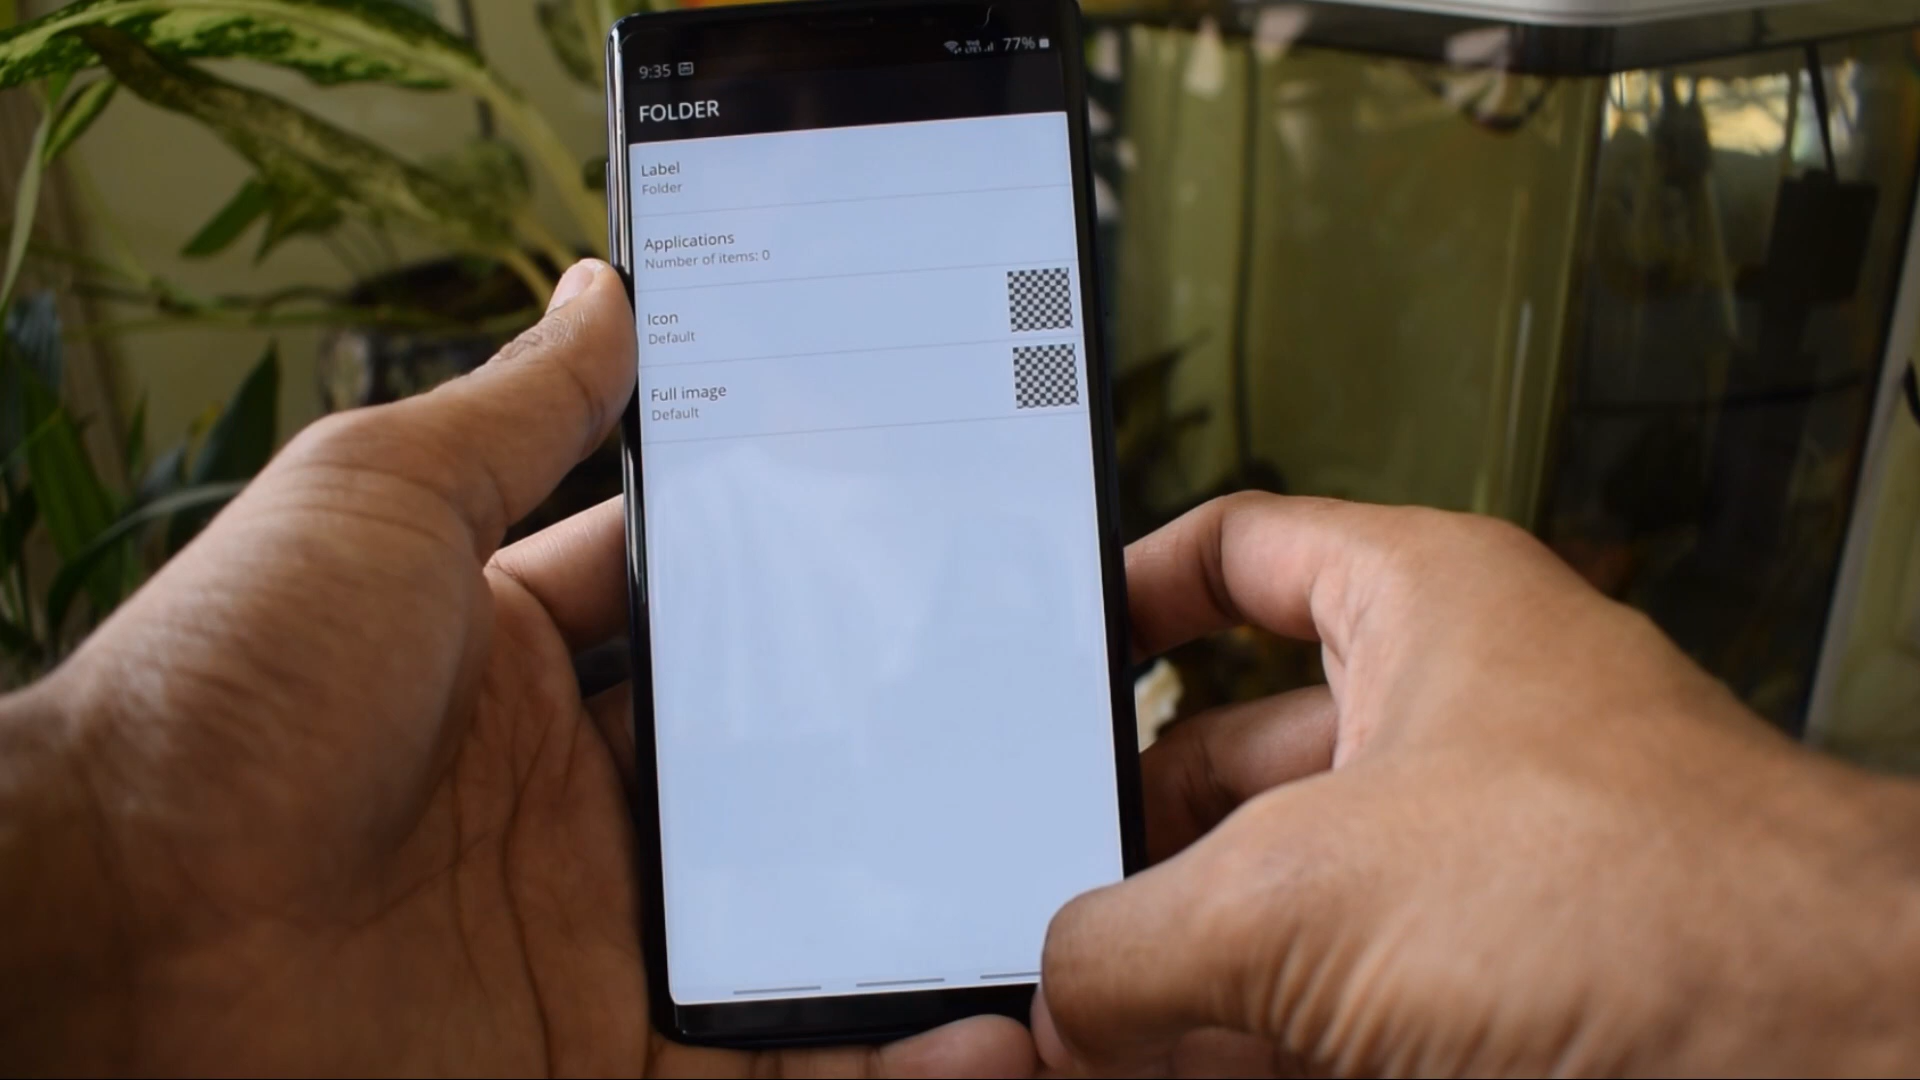 9:35
77%
FOLDER
Label
Folder
Applications
Number of items: 0
Icon
Default
Full image
Default